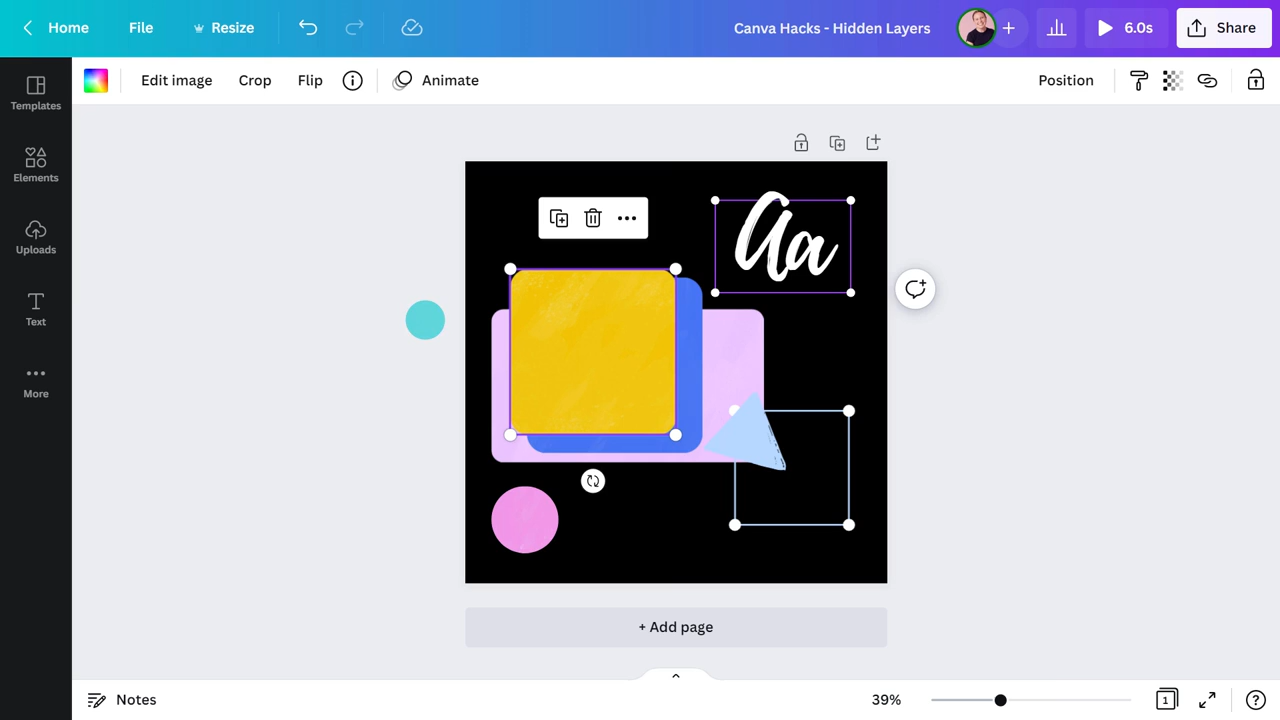 Home File Resize Canva Hacks - Hidden Layers 6.0s Share
Edit image Crop Flip Animate Position
Templates
Elements
Uploads
Text
More
Aa
+ Add page
Notes 39% 1